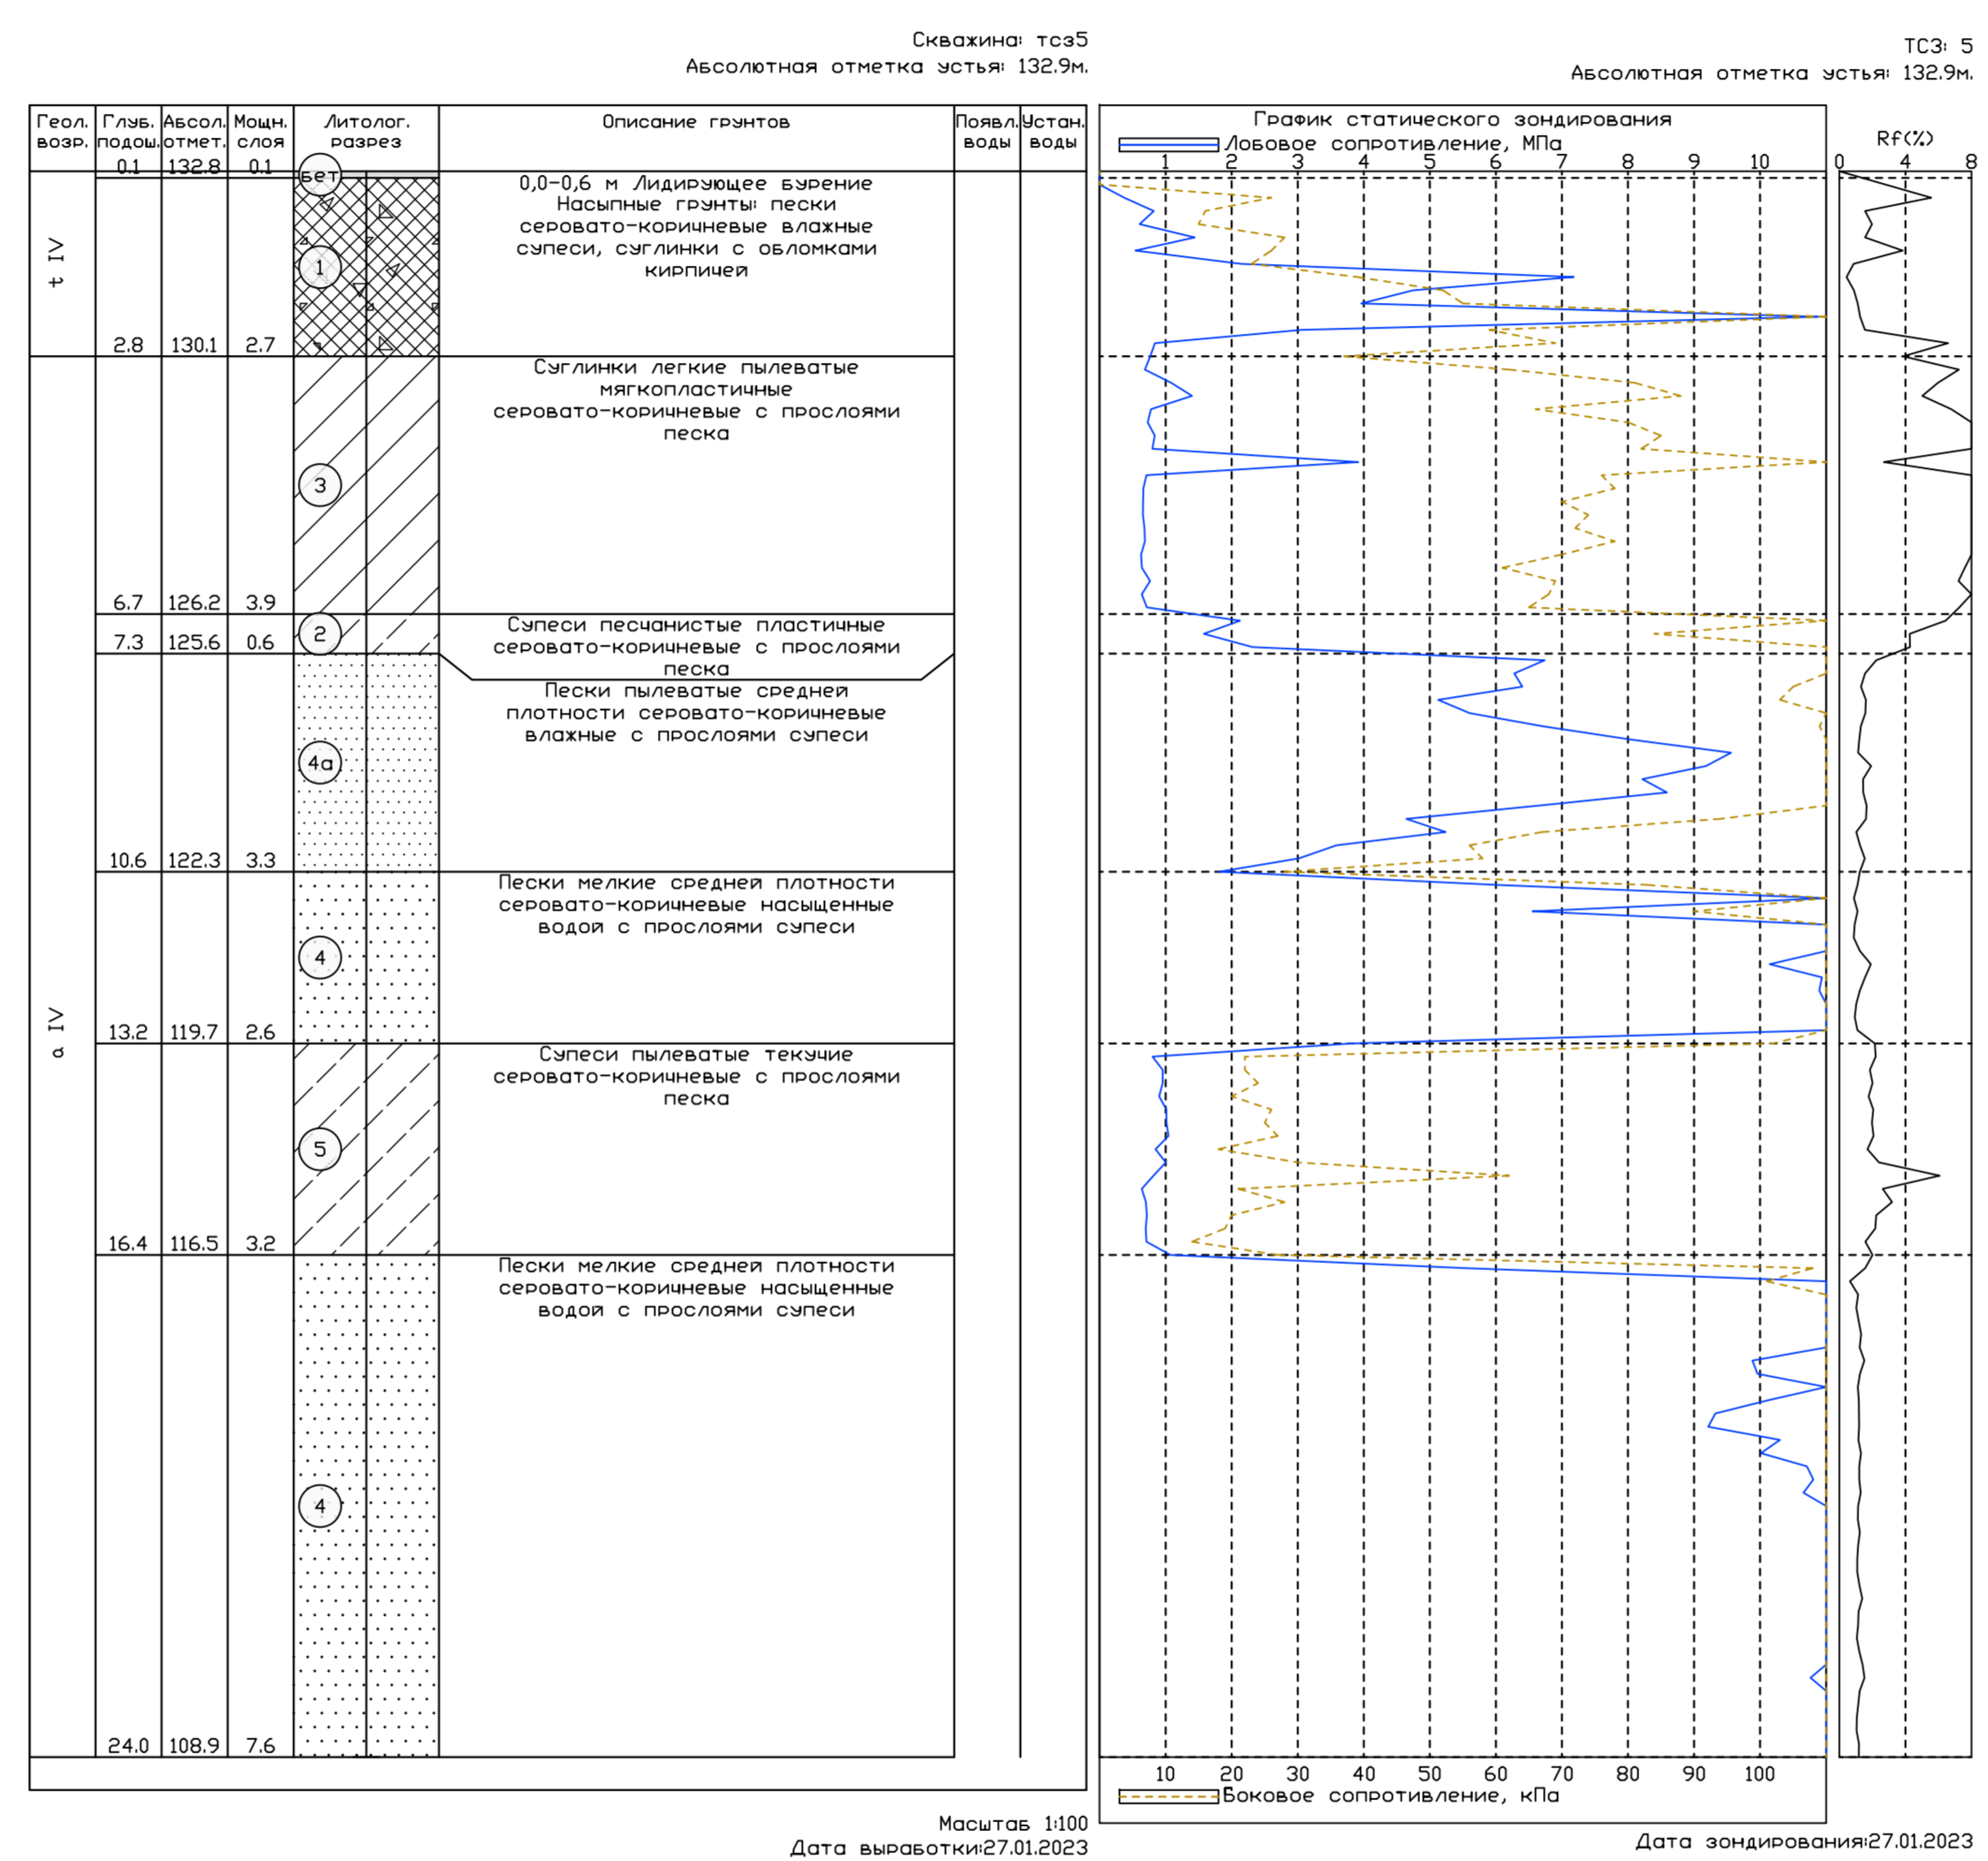 Скважина: тсз5
Абсолютная отметка устья: 132.9м.
ТСЗ: 5
Абсолютная отметка устья: 132.9м.
Геол. возр.
Глуб. подош.
Абсол. отмет.
Мощн. слоя
Литолог. разрез
Описание грунтов
Появл. воды
Устан. воды
График статического зондирования
Лобовое сопротивление, МПа
1 2 3 4 5 6 7 8 9 10
Rf(%)
0 4 8
0.1 132.8 0.1
бет
t IV
1
0,0-0,6 м Лидирующее бурение
Насыпные грунты: пески
серовато-коричневые влажные
супеси, суглинки с обломками
кирпичей
2.8 130.1 2.7
Суглинки легкие пылеватые
мягкопластичные
серовато-коричневые с прослоями
песка
3
6.7 126.2 3.9
2
Супеси песчанистые пластичные
серовато-коричневые с прослоями
песка
7.3 125.6 0.6
Пески пылеватые средней
плотности серовато-коричневые
влажные с прослоями супеси
4а
10.6 122.3 3.3
Пески мелкие средней плотности
серовато-коричневые насыщенные
водой с прослоями супеси
4
a IV
13.2 119.7 2.6
Супеси пылеватые текучие
серовато-коричневые с прослоями
песка
5
16.4 116.5 3.2
Пески мелкие средней плотности
серовато-коричневые насыщенные
водой с прослоями супеси
4
24.0 108.9 7.6
10 20 30 40 50 60 70 80 90 100
Боковое сопротивление, кПа
Масштаб 1:100
Дата выработки:27.01.2023
Дата зондирования:27.01.2023